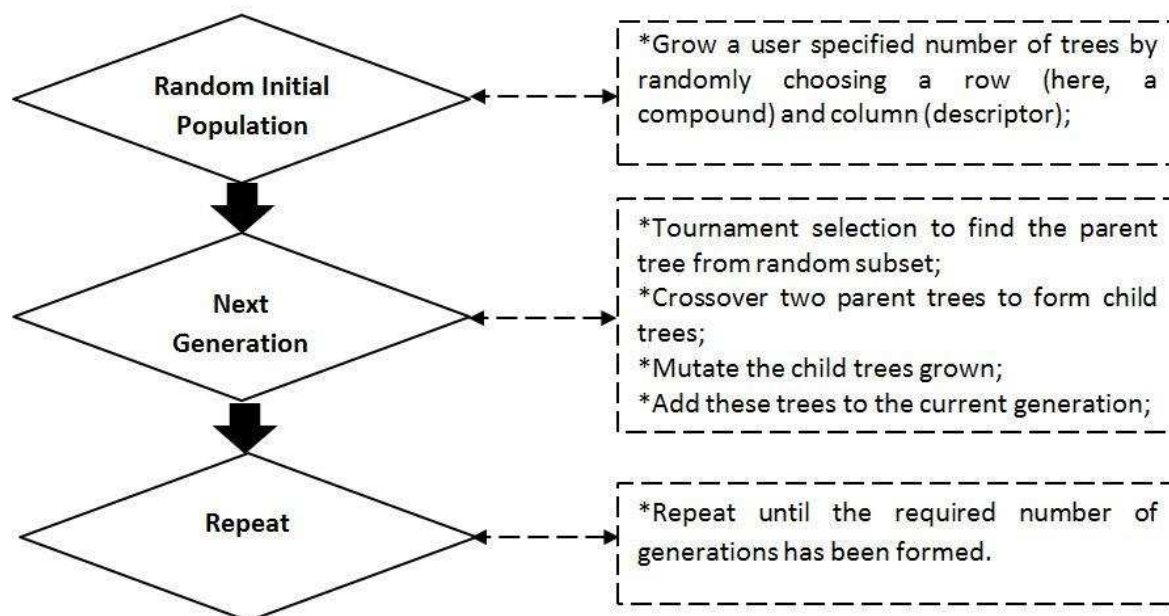 Random Initial
Population
*Grow a user specified number of trees by
randomly choosing a row (here, a
compound) and column (descriptor);
Next
Generation
*Tournament selection to find the parent
tree from random subset;
*Crossover two parent trees to form child
trees;
*Mutate the child trees grown;
*Add these trees to the current generation;
Repeat
*Repeat until the required number of
generations has been formed.